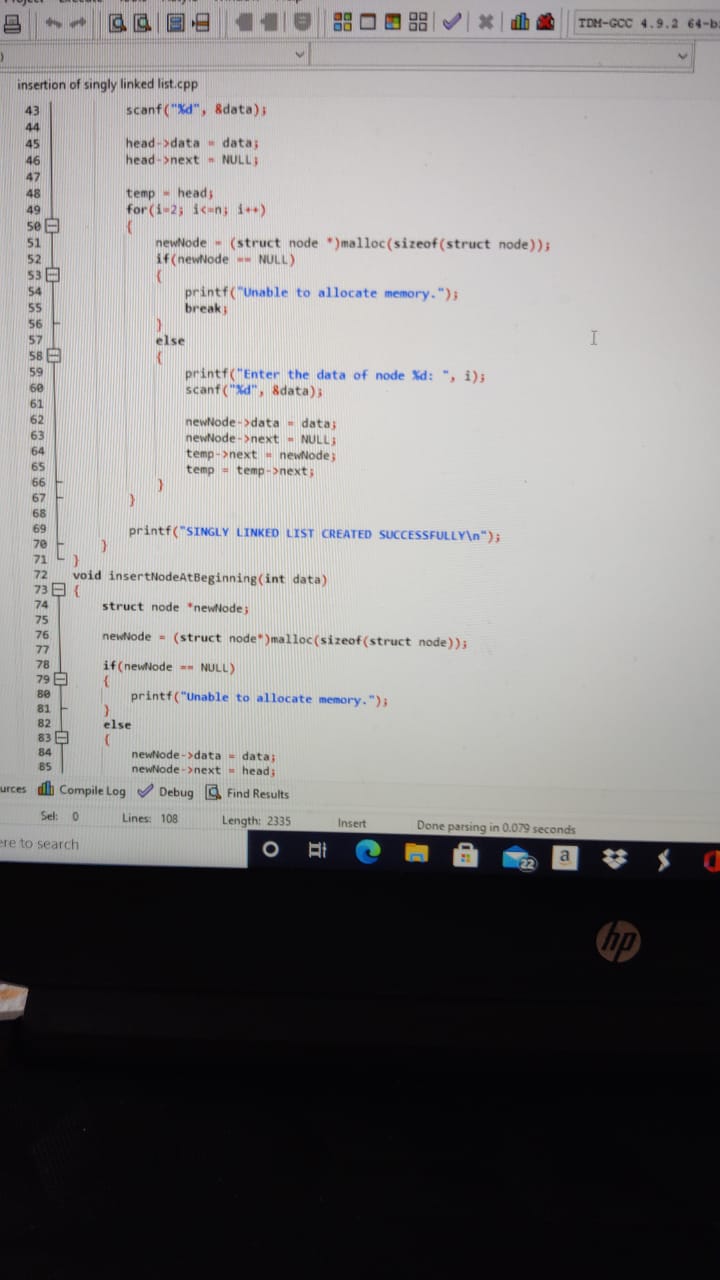 Execute
TDM-GCC 4.9.2 64-b
insertion of singly linked list.cpp
43 scanf("%d", &data);
44
45 head->data = data;
46 head->next = NULL;
47
48 temp = head;
49 for(i=2; i<=n; i++)
50 {
51 newNode = (struct node *)malloc(sizeof(struct node));
52 if(newNode == NULL)
53 {
54 printf("Unable to allocate memory.");
55 break;
56 }
57 else
58 {
59 printf("Enter the data of node %d: ", i);
60 scanf("%d", &data);
61
62 newNode->data = data;
63 newNode->next = NULL;
64 temp->next = newNode;
65 temp = temp->next;
66 }
67 }
68
69 printf("SINGLY LINKED LIST CREATED SUCCESSFULLY\n");
70 }
71 }
72 void insertNodeAtBeginning(int data)
73 {
74 struct node *newNode;
75
76 newNode = (struct node*)malloc(sizeof(struct node));
77
78 if(newNode == NULL)
79 {
80 printf("Unable to allocate memory.");
81 }
82 else
83 {
84 newNode->data = data;
85 newNode->next = head;
urces Compile Log Debug Find Results
Sel: 0 Lines: 108 Length: 2335 Insert Done parsing in 0.079 seconds
ere to search
22
a
hp